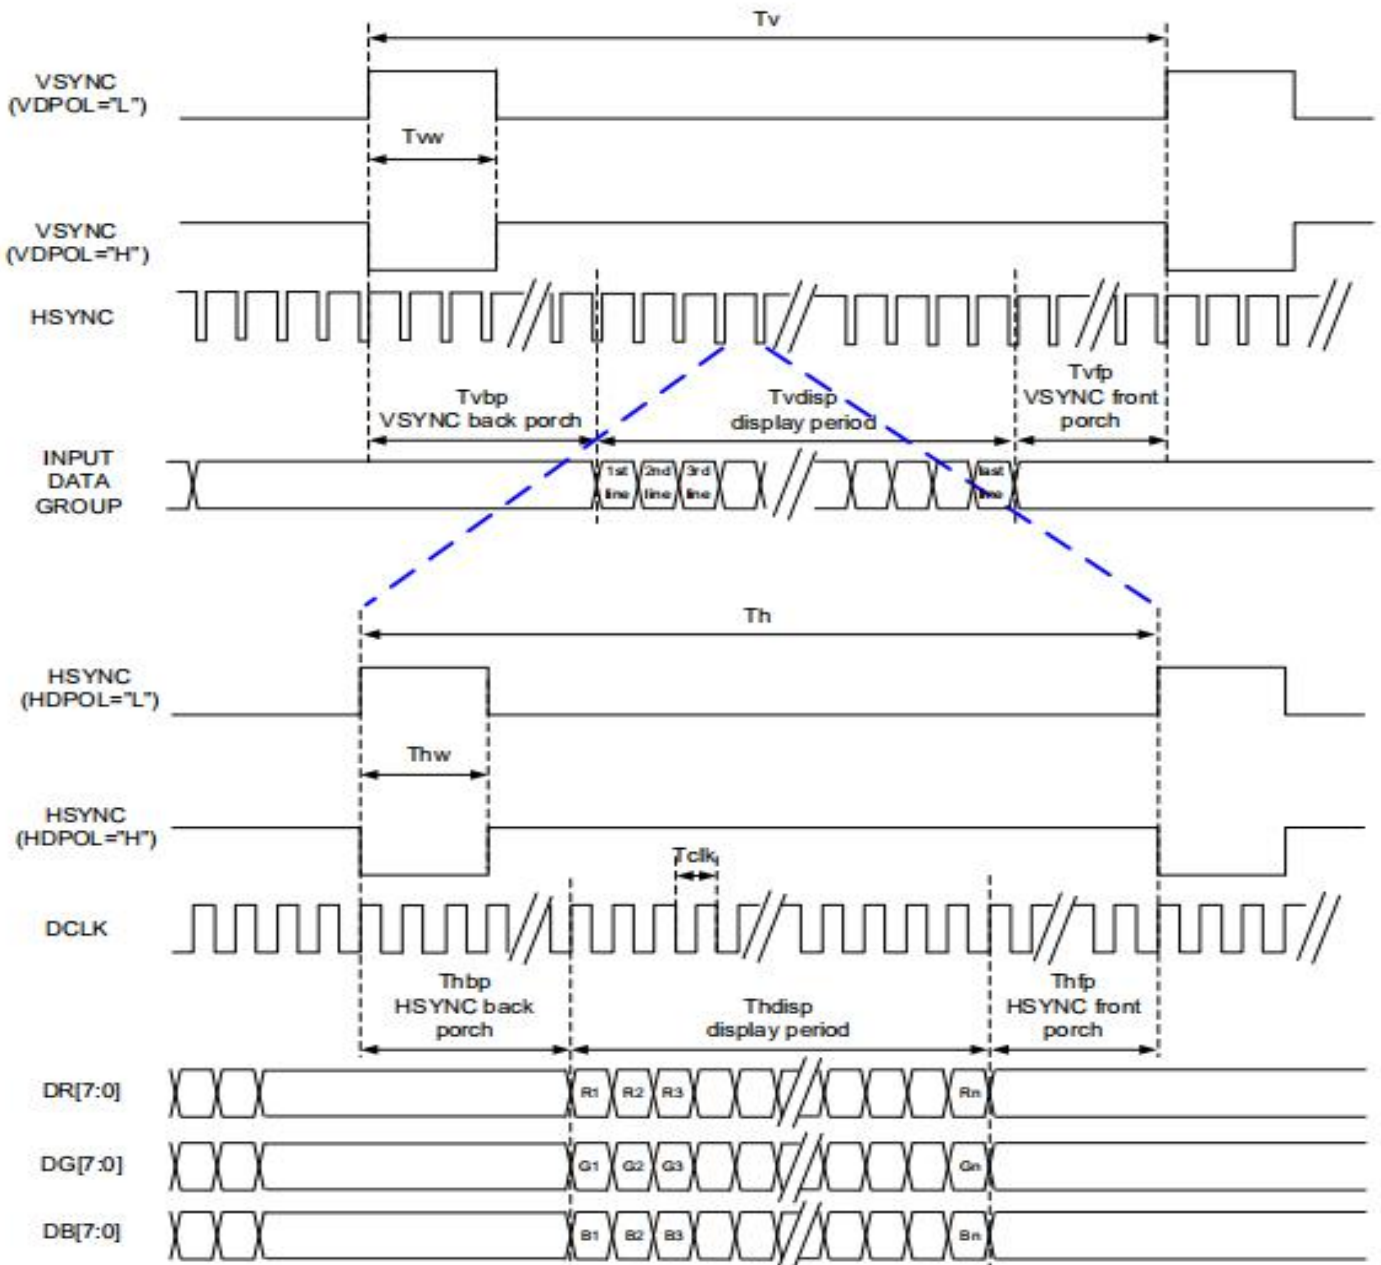 Tv
VSYNC
(VDPOL="L")
Tvw
VSYNC
(VDPOL="H")
HSYNC
Tvbp
VSYNC back porch
Tvdisp
display period
Tvfp
VSYNC front
porch
INPUT
DATA
GROUP
1st
line
2nd
line
3rd
line
last
line
Th
HSYNC
(HDPOL="L")
Thw
HSYNC
(HDPOL="H")
Tclk
DCLK
Thbp
HSYNC back
porch
Thdisp
display period
Thfp
HSYNC front
porch
DR[7:0]
R1 R2 R3 Rn
DG[7:0]
G1 G2 G3 Gn
DB[7:0]
B1 B2 B3 Bn